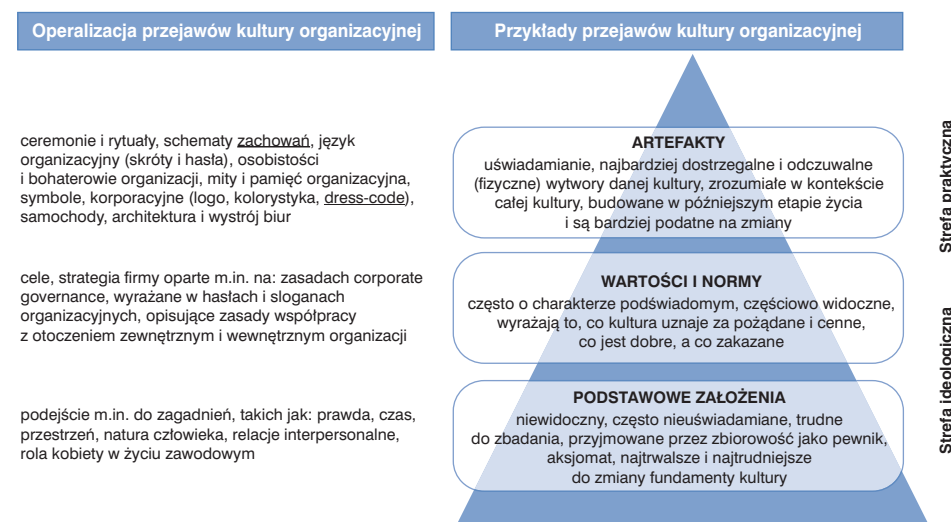 Operalizacja przejawów kultury organizacyjnej
Przykłady przejawów kultury organizacyjnej
ceremonie i rytuały, schematy zachowań, język
organizacyjny (skróty i hasła), osobistości
i bohaterowie organizacji, mity i pamięć organizacyjna,
symbole, korporacyjne (logo, kolorystyka, dress-code),
samochody, architektura i wystrój biur
ARTEFAKTY
uświadamianie, najbardziej dostrzegalne i odczuwalne
(fizyczne) wytwory danej kultury, zrozumiałe w kontekście
całej kultury, budowane w późniejszym etapie życia
i są bardziej podatne na zmiany
Strefa praktyczna
cele, strategia firmy oparte m.in. na: zasadach corporate
governance, wyrażane w hasłach i sloganach
organizacyjnych, opisujące zasady współpracy
z otoczeniem zewnętrznym i wewnętrznym organizacji
WARTOŚCI I NORMY
często o charakterze podświadomym, częściowo widoczne,
wyrażają to, co kultura uznaje za pożądane i cenne,
co jest dobre, a co zakazane
podejście m.in. do zagadnień, takich jak: prawda, czas,
przestrzeń, natura człowieka, relacje interpersonalne,
rola kobiety w życiu zawodowym
PODSTAWOWE ZAŁOŻENIA
niewidoczny, często nieuświadamiane, trudne
do zbadania, przyjmowane przez zbiorowość jako pewnik,
aksjomat, najtrwalsze i najtrudniejsze
do zmiany fundamenty kultury
Strefa ideologiczna